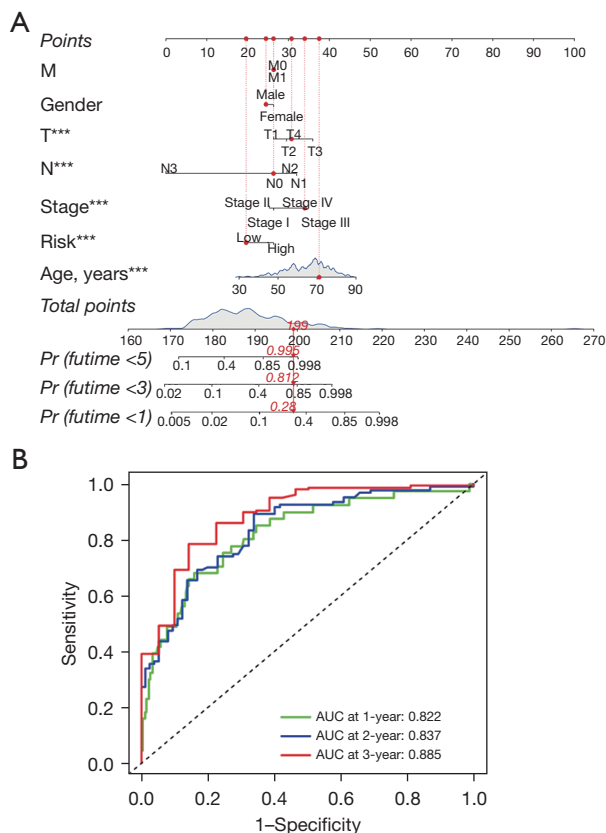 A
Points
0 10 20 30 40 50 60 70 80 90 100
M
M0
M1
Gender
Male
Female
T***
T1 T4
T2 T3
N***
N3 N2
N0 N1
Stage***
Stage II Stage IV
Stage I Stage III
Risk***
Low
High
Age, years***
30 50 70 90
Total points
160 170 180 190 200 210 220 230 240 250 260 270
199
Pr (futime <5)
0.995
0.1 0.4 0.85 0.998
Pr (futime <3)
0.812
0.02 0.1 0.4 0.85 0.998
Pr (futime <1)
0.28
0.005 0.02 0.1 0.4 0.85 0.998
B
Sensitivity
1.0
0.8
0.6
0.4
0.2
0.0
AUC at 1-year: 0.822
AUC at 2-year: 0.837
AUC at 3-year: 0.885
0.0 0.2 0.4 0.6 0.8 1.0
1–Specificity